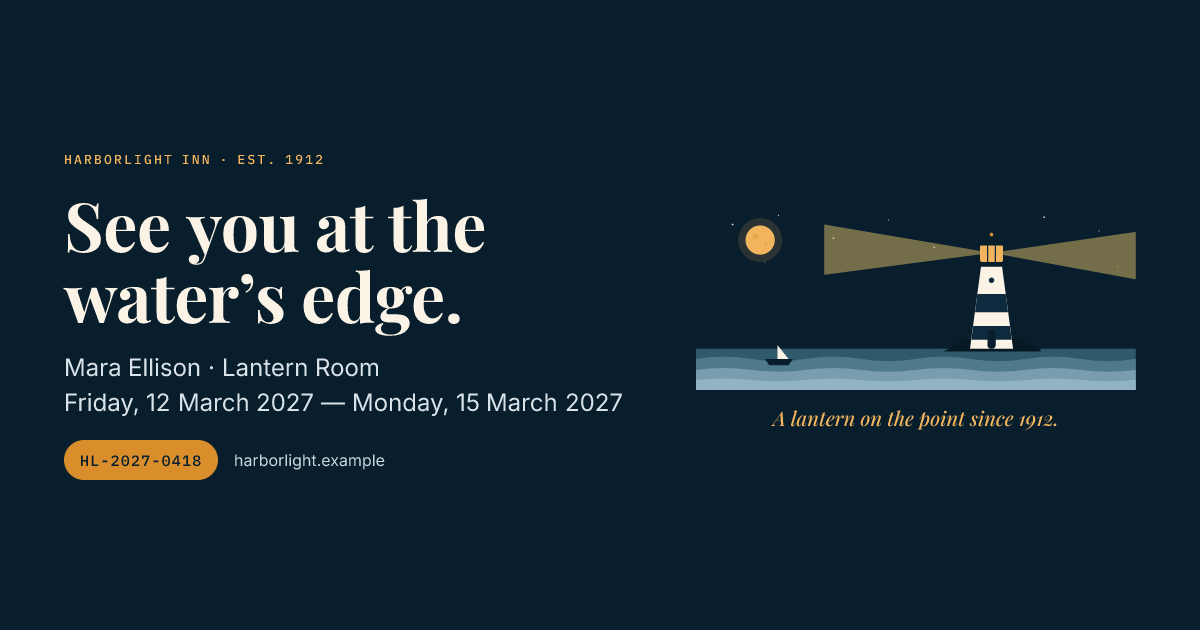 HARBORLIGHT INN · EST. 1912
See you at the
water’s edge.
Mara Ellison · Lantern Room
Friday, 12 March 2027 — Monday, 15 March 2027
HL-2027-0418
harborlight.example
A lantern on the point since 1912.